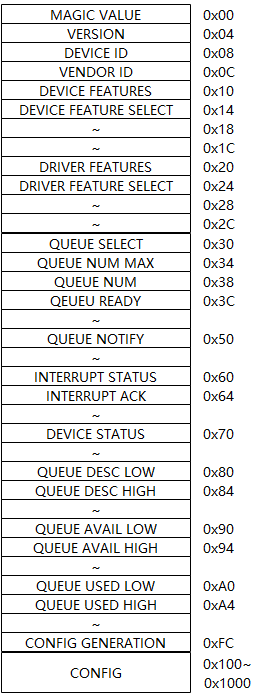 MAGIC VALUE 0x00
VERSION 0x04
DEVICE ID 0x08
VENDOR ID 0x0C
DEVICE FEATURES 0x10
DEVICE FEATURE SELECT 0x14
~ 0x18
~ 0x1C
DRIVER FEATURES 0x20
DRIVER FEATURE SELECT 0x24
~ 0x28
~ 0x2C
QUEUE SELECT 0x30
QUEUE NUM MAX 0x34
QUEUE NUM 0x38
QEUEU READY 0x3C
~
QUEUE NOTIFY 0x50
~
INTERRUPT STATUS 0x60
INTERRUPT ACK 0x64
~
DEVICE STATUS 0x70
~
QUEUE DESC LOW 0x80
QUEUE DESC HIGH 0x84
~
QUEUE AVAIL LOW 0x90
QUEUE AVAIL HIGH 0x94
~
QUEUE USED LOW 0xA0
QUEUE USED HIGH 0xA4
~
CONFIG GENERATION 0xFC
CONFIG 0x100~
0x1000